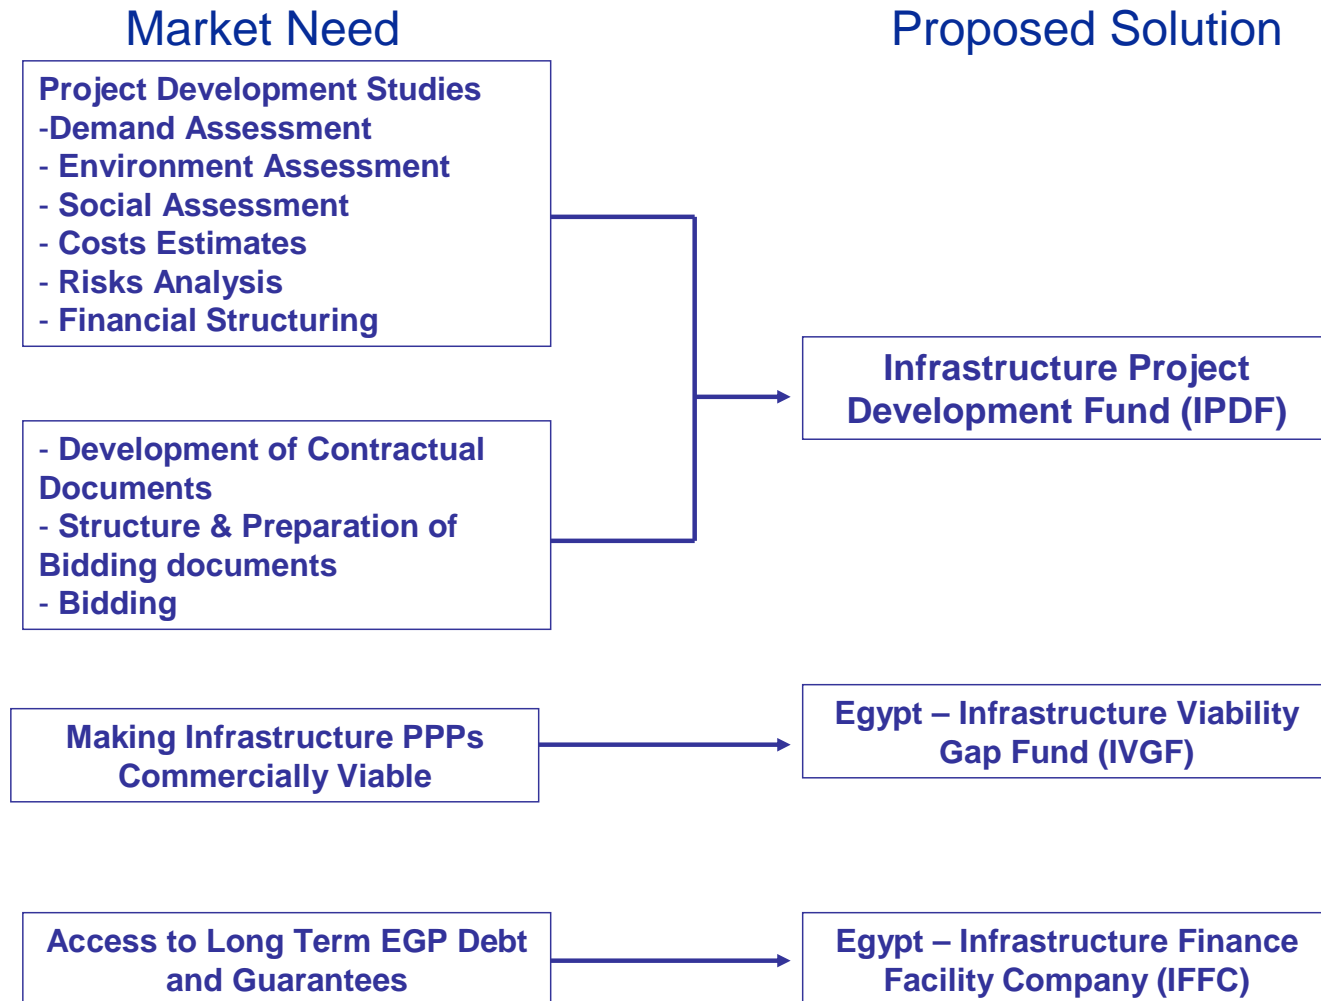 Market Need
Proposed Solution
Project Development Studies
-Demand Assessment
- Environment Assessment
- Social Assessment
- Costs Estimates
- Risks Analysis
- Financial Structuring
Infrastructure Project
Development Fund (IPDF)
- Development of Contractual
Documents
- Structure & Preparation of
Bidding documents
- Bidding
Making Infrastructure PPPs
Commercially Viable
Egypt – Infrastructure Viability
Gap Fund (IVGF)
Access to Long Term EGP Debt
and Guarantees
Egypt – Infrastructure Finance
Facility Company (IFFC)